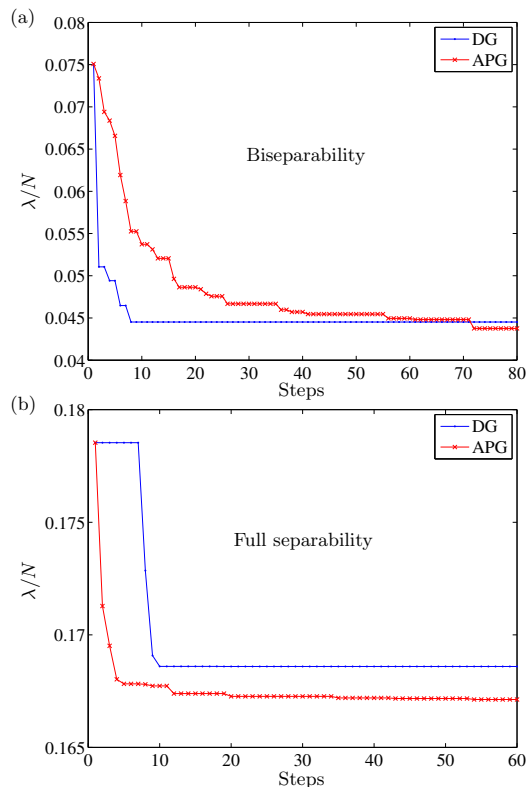 (a)
0.08
0.075
0.07
0.065
0.06
0.055
0.05
0.045
0.04
λ/N
DG
APG
Biseparability
0 10 20 30 40 50 60 70 80
Steps
(b)
0.18
0.175
0.17
0.165
λ/N
DG
APG
Full separability
0 10 20 30 40 50 60
Steps